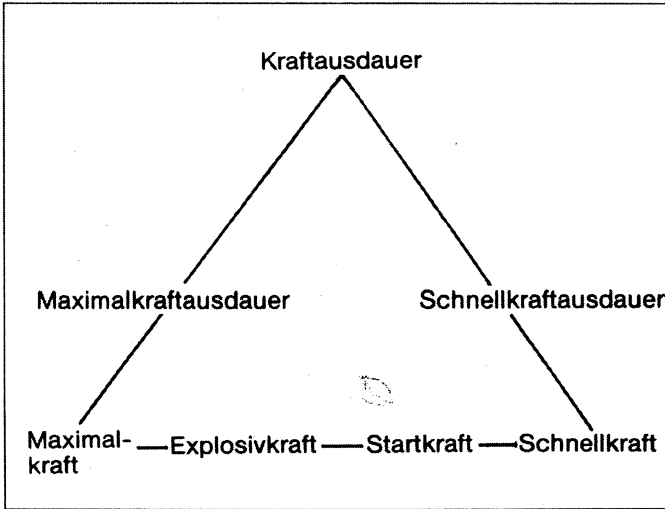 Kraftausdauer
Maximalkraftausdauer
Schnellkraftausdauer
Maximal-
kraft
Explosivkraft
Startkraft
Schnellkraft